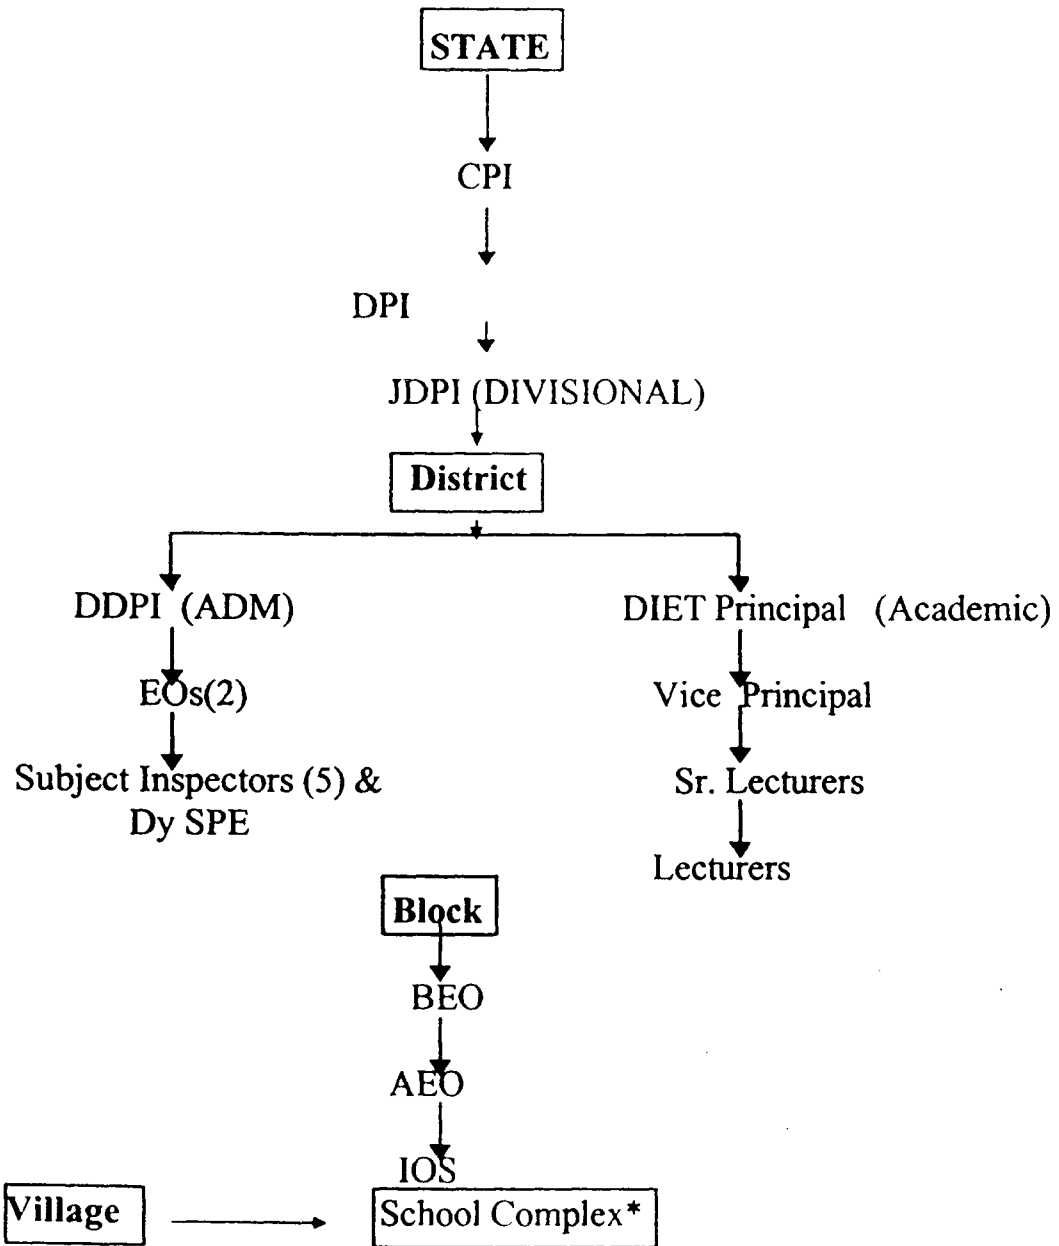 STATE
CPI
DPI
JDPI (DIVISIONAL)
District
DDPI (ADM)
DIET Principal (Academic)
EOs(2)
Vice Principal
Subject Inspectors (5) &
Dy SPE
Sr. Lecturers
Lecturers
Block
BEO
AEO
IOS
Village
School Complex*